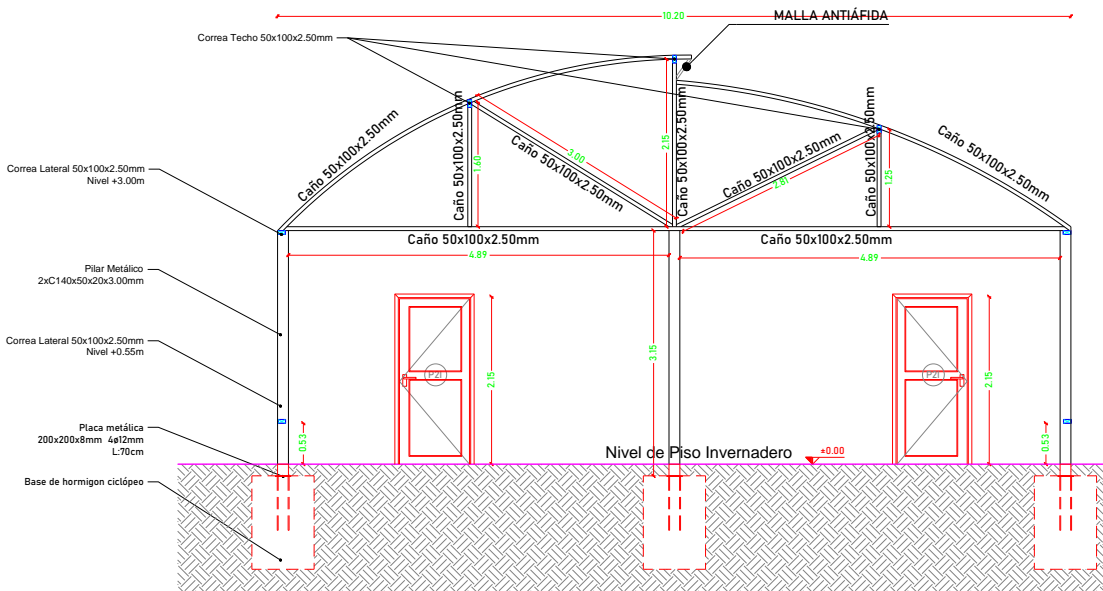 10.20
MALLA ANTIÁFIDA
Correa Techo 50x100x2.50mm
Caño 50x100x2.50mm
Caño 50x100x2.50mm
1.60
3.00
Caño 50x100x2.50mm
2.15
Caño 50x100x2.50mm
Caño 50x100x2.50mm
2.81
Caño 50x100x2.50mm
1.25
Caño 50x100x2.50mm
Correa Lateral 50x100x2.50mm
Nivel +3.00m
Caño 50x100x2.50mm
Caño 50x100x2.50mm
4.89
4.89
Pilar Metálico
2xC140x50x20x3.00mm
Correa Lateral 50x100x2.50mm
Nivel +0.55m
P21
2.15
3.15
P21
2.15
Placa metálica
200x200x8mm 4ø12mm
L:70cm
0.53
Nivel de Piso Invernadero
±0.00
0.53
Base de hormigon ciclópeo